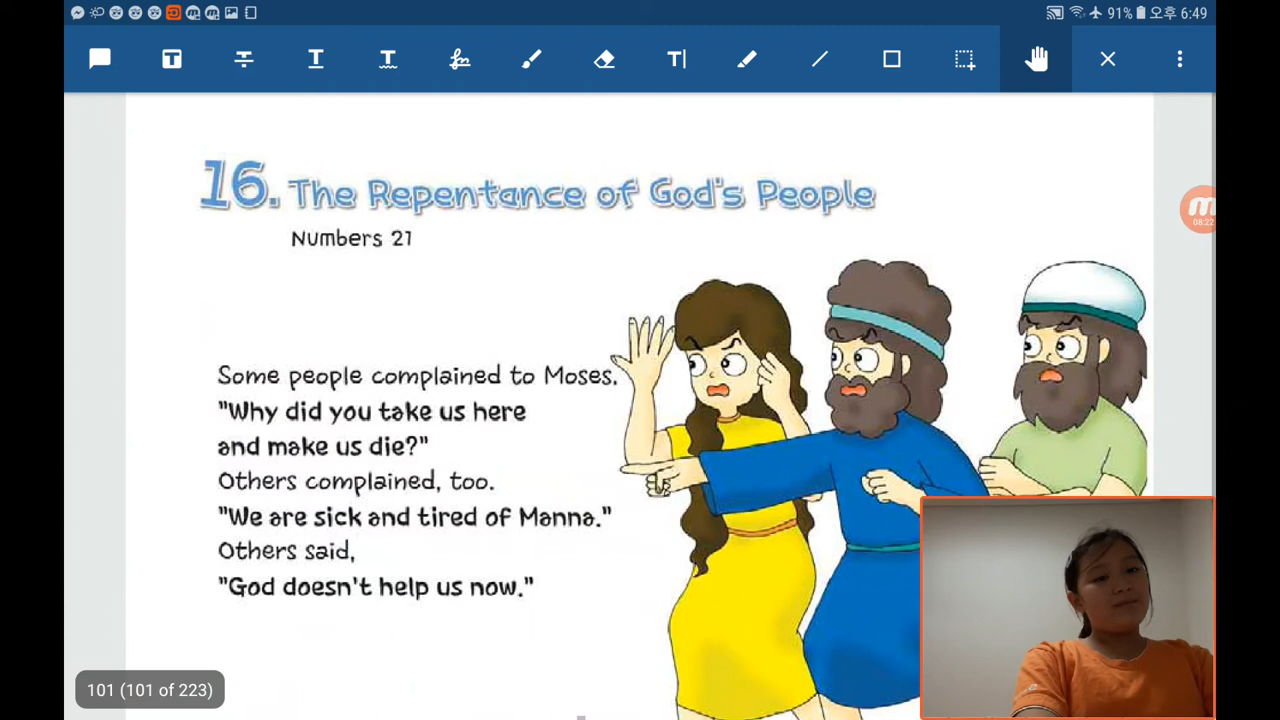 91% 오후 6:49
16. The Repentance of God's People
Numbers 21
08:22
Some people complained to Moses.
"Why did you take us here
and make us die?"
Others complained, too.
"We are sick and tired of Manna."
Others said,
"God doesn't help us now."
101 (101 of 223)